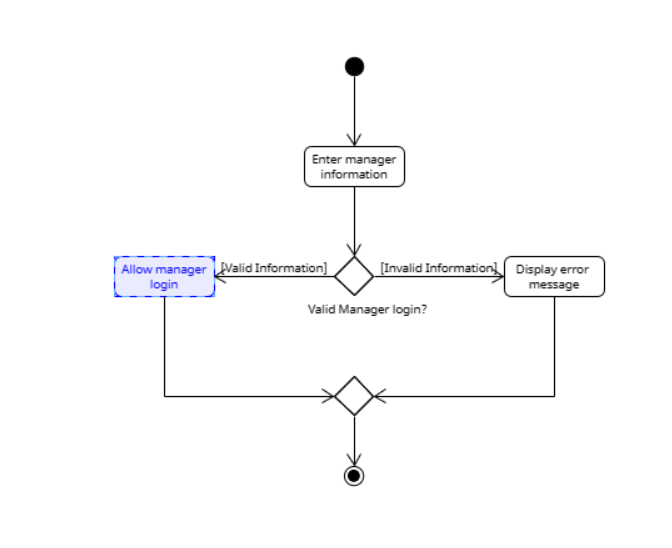 Enter manager
information
Allow manager
login
[Valid Information]
[Invalid Information]
Display error
message
Valid Manager login?